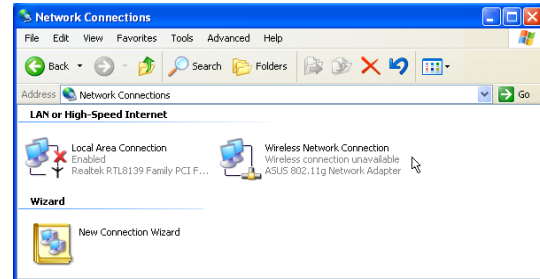 Network Connections
File Edit View Favorites Tools Advanced Help
Back Search Folders
Address Network Connections Go
LAN or High-Speed Internet
Local Area Connection
Enabled
Realtek RTL8139 Family PCI F...
Wireless Network Connection
Wireless connection unavailable
ASUS 802.11g Network Adapter
Wizard
New Connection Wizard